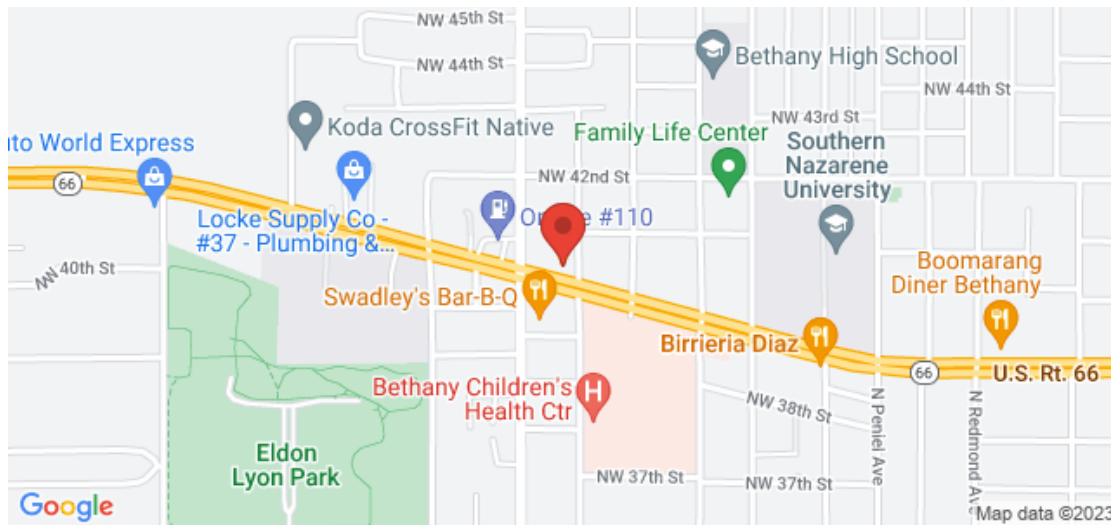 NW 45th St
NW 44th St
Bethany High School
NW 44th St
Koda CrossFit Native
NW 43rd St
Family Life Center
Southern
Nazarene
University
uto World Express
66
NW 42nd St
Locke Supply Co -
#37 - Plumbing &...
#110
NW 40th St
Swadley's Bar-B-Q
Boomarang
Diner Bethany
Birrieria Diaz
66
U.S. Rt. 66
Bethany Children's
Health Ctr
H
NW 38th St
N Peniel Ave
N Redmond Ave
Eldon
Lyon Park
NW 37th St
NW 37th St
Google
Map data ©2023